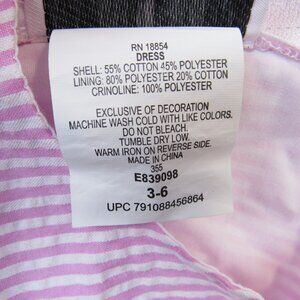 RN 18854
DRESS
SHELL: 55% COTTON 45% POLYESTER
LINING: 80% POLYESTER 20% COTTON
CRINOLINE: 100% POLYESTER
EXCLUSIVE OF DECORATION
MACHINE WASH COLD WITH LIKE COLORS.
DO NOT BLEACH.
TUMBLE DRY LOW.
WARM IRON ON REVERSE SIDE.
MADE IN CHINA
355
E839098
3-6
UPC 791088456864